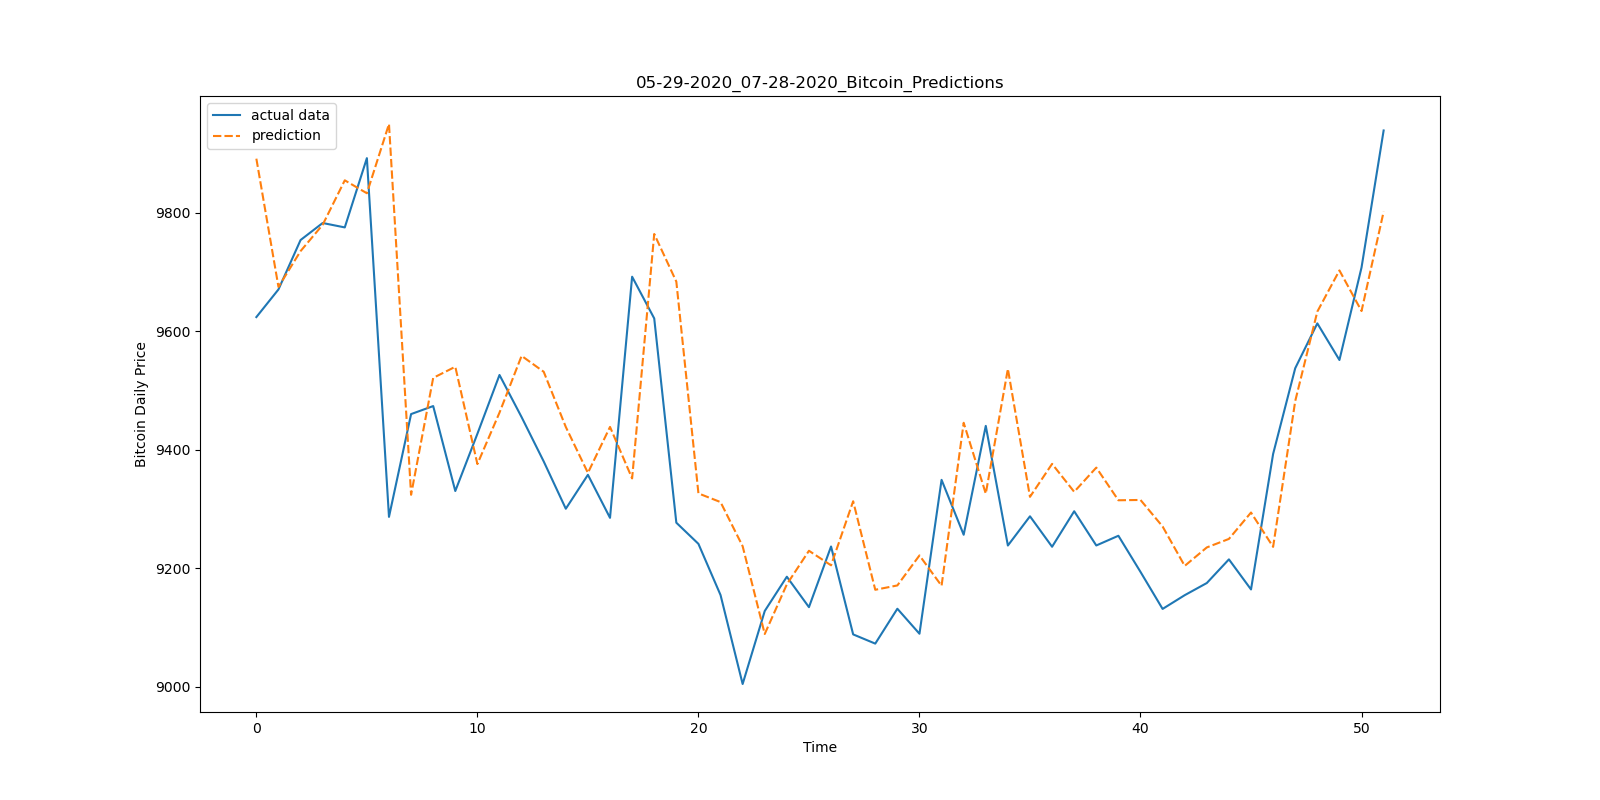 05-29-2020_07-28-2020_Bitcoin_Predictions
actual data
prediction
Bitcoin Daily Price
9800
9600
9400
9200
9000
0 10 20 30 40 50
Time